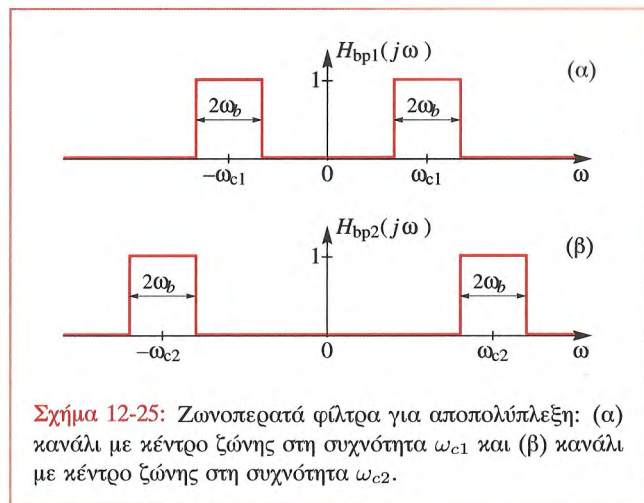 H_bp1(jω)
(α)
1
2ω_b 2ω_b
−ω_c1 0 ω_c1 ω
H_bp2(jω)
(β)
1
2ω_b 2ω_b
−ω_c2 0 ω_c2 ω
Σχήμα 12-25: Ζωνοπερατά φίλτρα για αποπολύπλεξη: (α)
κανάλι με κέντρο ζώνης στη συχνότητα ω_c1 και (β) κανάλι
με κέντρο ζώνης στη συχνότητα ω_c2.